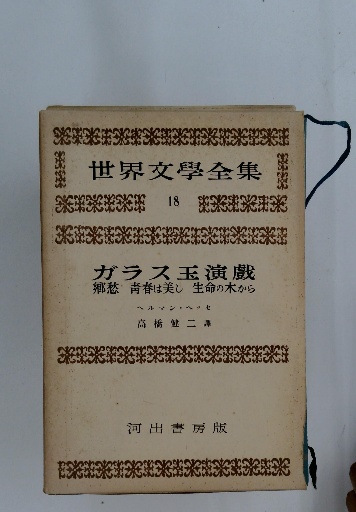 世界文學全集
18
ガラス玉演戲
郷愁 青春は美し 生命の木から
ヘルマン・ヘッセ
高橋健二譯
河出書房版